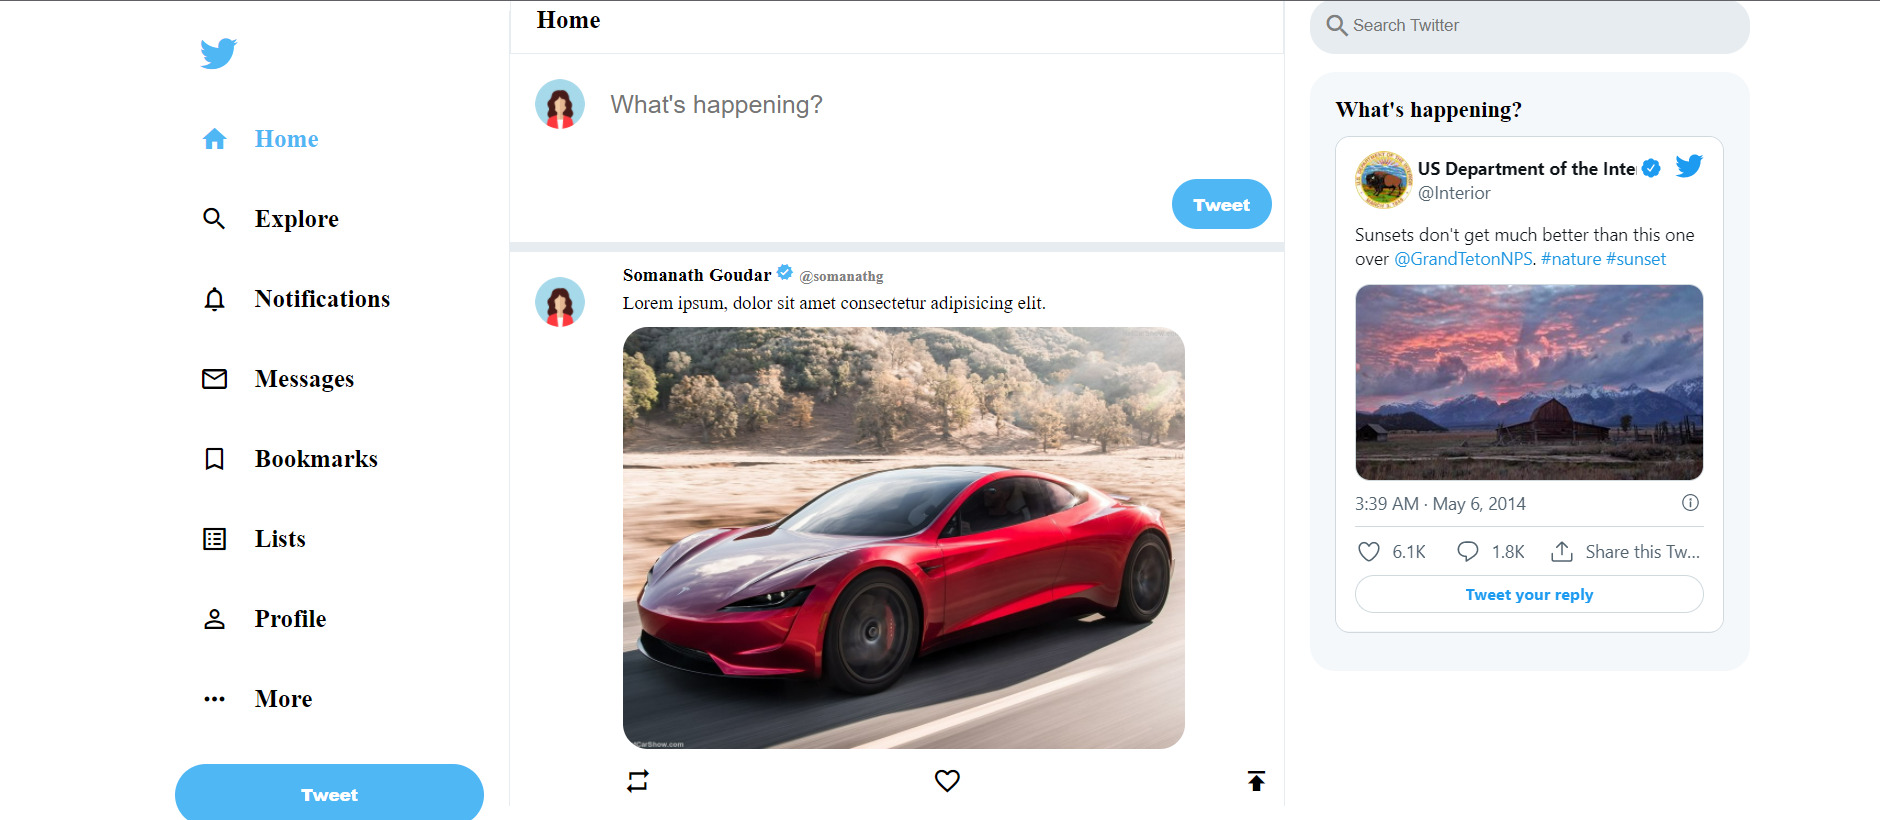 Home
Explore
Notifications
Messages
Bookmarks
Lists
Profile
More
Tweet
Home
What's happening?
Tweet
Somanath Goudar @somanathg
Lorem ipsum, dolor sit amet consectetur adipisicing elit.
CarShow.com
Search Twitter
What's happening?
US Department of the Inte
@Interior
Sunsets don't get much better than this one
over @GrandTetonNPS. #nature #sunset
3:39 AM · May 6, 2014
6.1K 1.8K Share this Tw...
Tweet your reply